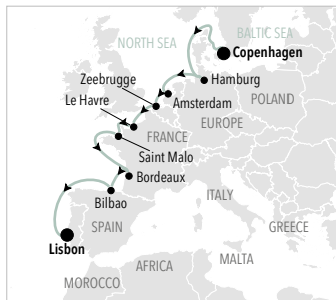 NORTH SEA
BALTIC SEA
Copenhagen
Zeebrugge
Hamburg
Le Havre
Amsterdam
POLAND
EUROPE
FRANCE
Saint Malo
Bordeaux
ITALY
Bilbao
SPAIN
GREECE
Lisbon
MALTA
AFRICA
MOROCCO